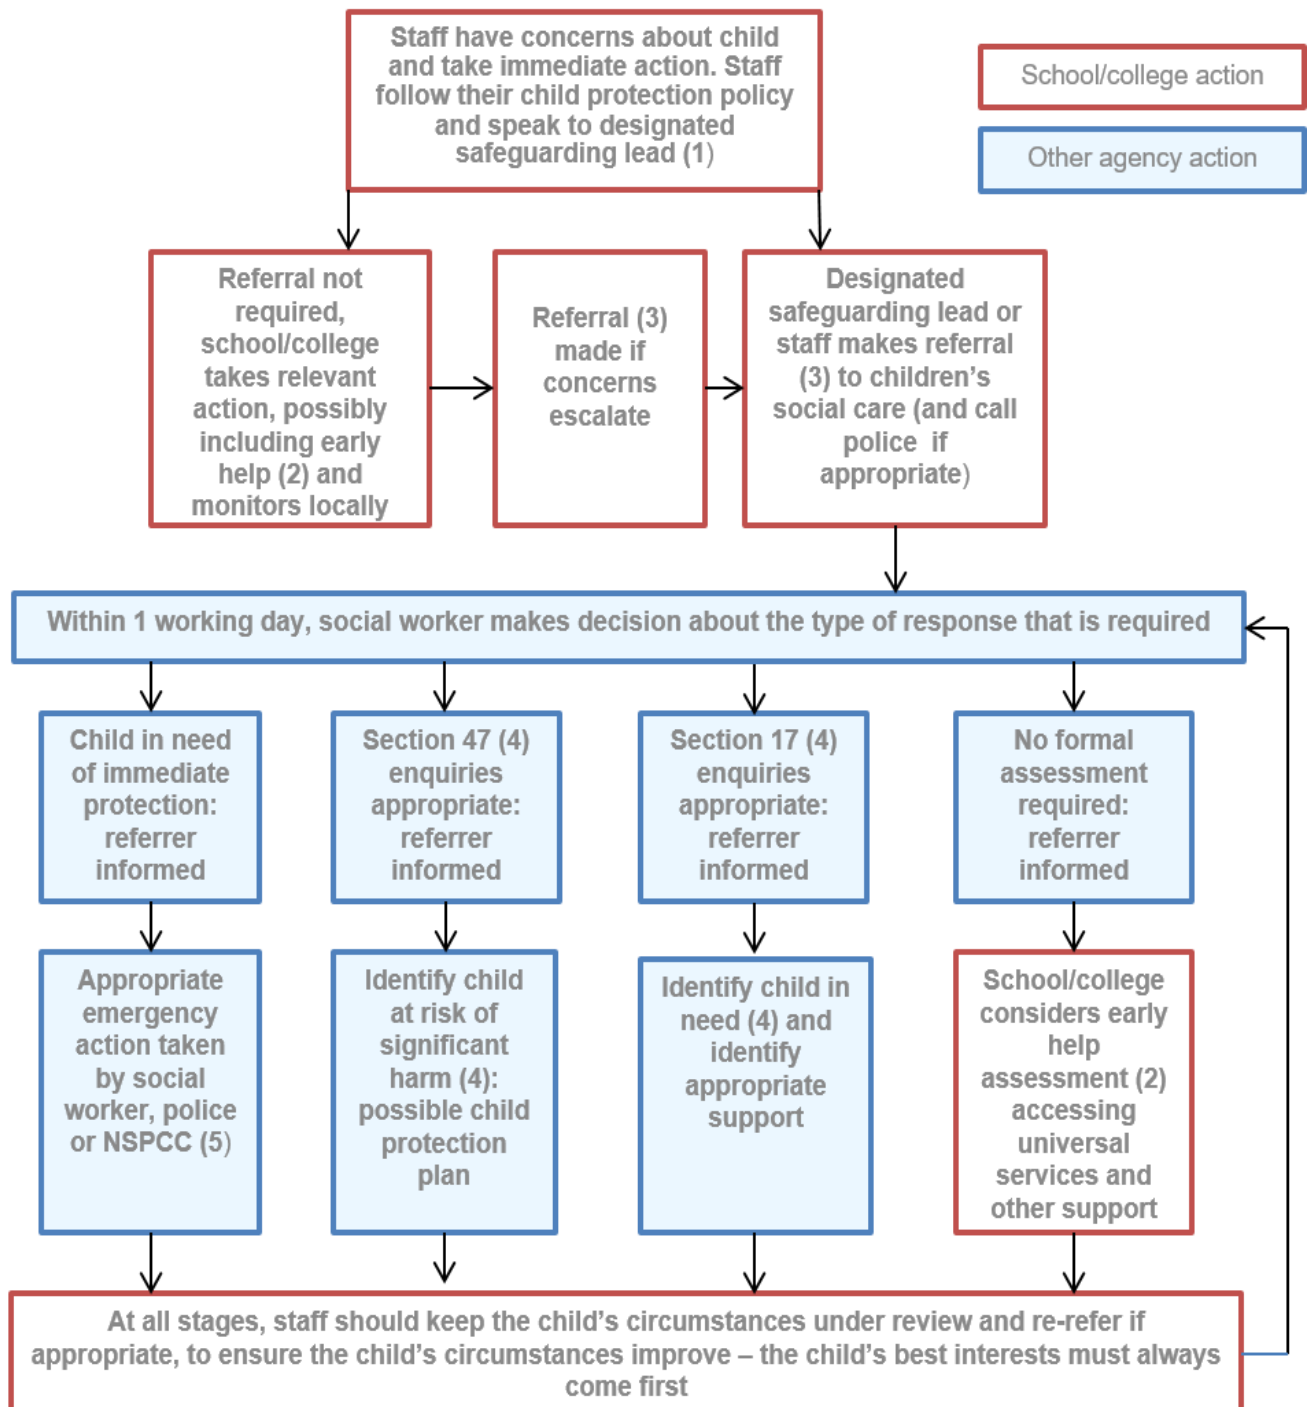 Staff have concerns about child
and take immediate action. Staff
follow their child protection policy
and speak to designated
safeguarding lead (1)
School/college action
Other agency action
Referral not
required,
school/college
takes relevant
action, possibly
including early
help (2) and
monitors locally
Referral (3)
made if
concerns
escalate
Designated
safeguarding lead or
staff makes referral
(3) to children’s
social care (and call
police if
appropriate)
Within 1 working day, social worker makes decision about the type of response that is required
Child in need
of immediate
protection:
referrer
informed
Section 47 (4)
enquiries
appropriate:
referrer
informed
Section 17 (4)
enquiries
appropriate:
referrer
informed
No formal
assessment
required:
referrer
informed
Appropriate
emergency
action taken
by social
worker, police
or NSPCC (5)
Identify child
at risk of
significant
harm (4):
possible child
protection
plan
Identify child in
need (4) and
identify
appropriate
support
School/college
considers early
help
assessment (2)
accessing
universal
services and
other support
At all stages, staff should keep the child’s circumstances under review and re-refer if
appropriate, to ensure the child’s circumstances improve – the child’s best interests must always
come first